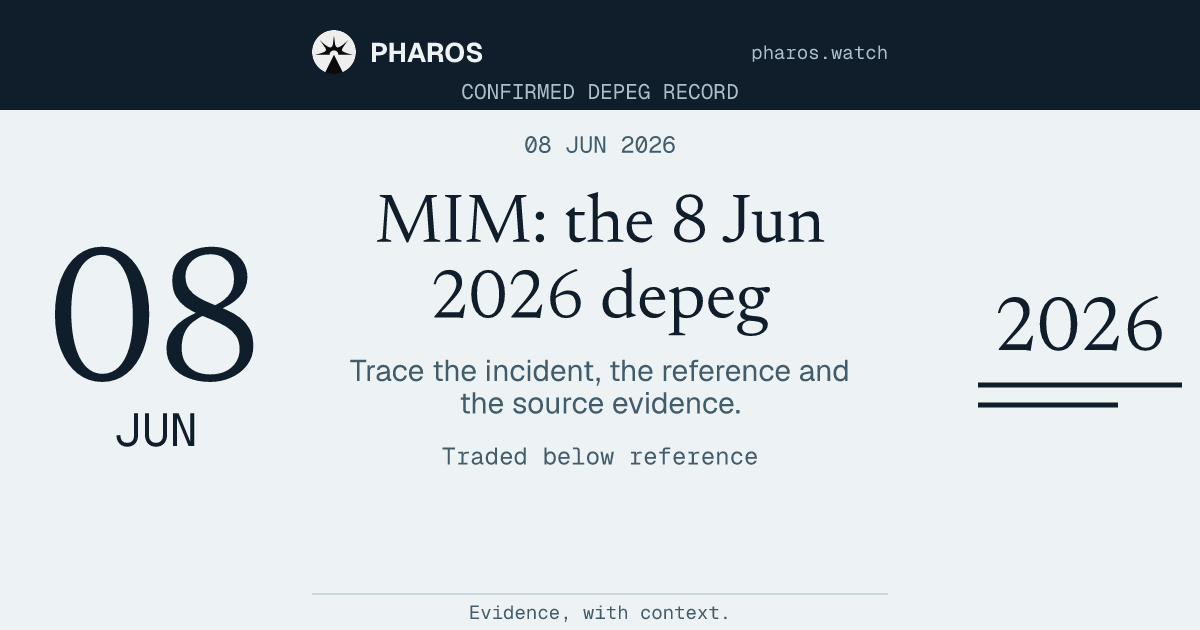 PHAROS
pharos.watch
CONFIRMED DEPEG RECORD
08 JUN 2026
MIM: the 8 Jun
2026 depeg
Trace the incident, the reference and
the source evidence.
Traded below reference
08
JUN
2026
Evidence, with context.